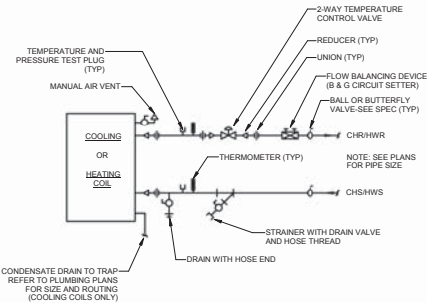 2-WAY TEMPERATURE
CONTROL VALVE
REDUCER (TYP)
TEMPERATURE AND
PRESSURE TEST PLUG
(TYP)
UNION (TYP)
FLOW BALANCING DEVICE
(B & G CIRCUIT SETTER)
MANUAL AIR VENT
BALL OR BUTTERFLY
VALVE-SEE SPEC (TYP)
COOLING
OR
HEATING
COIL
CHR/HWR
THERMOMETER (TYP)
NOTE: SEE PLANS
FOR PIPE SIZE
CHS/HWS
STRAINER WITH DRAIN VALVE
AND HOSE THREAD
DRAIN WITH HOSE END
CONDENSATE DRAIN TO TRAP
REFER TO PLUMBING PLANS
FOR SIZE AND ROUTING
(COOLING COILS ONLY)